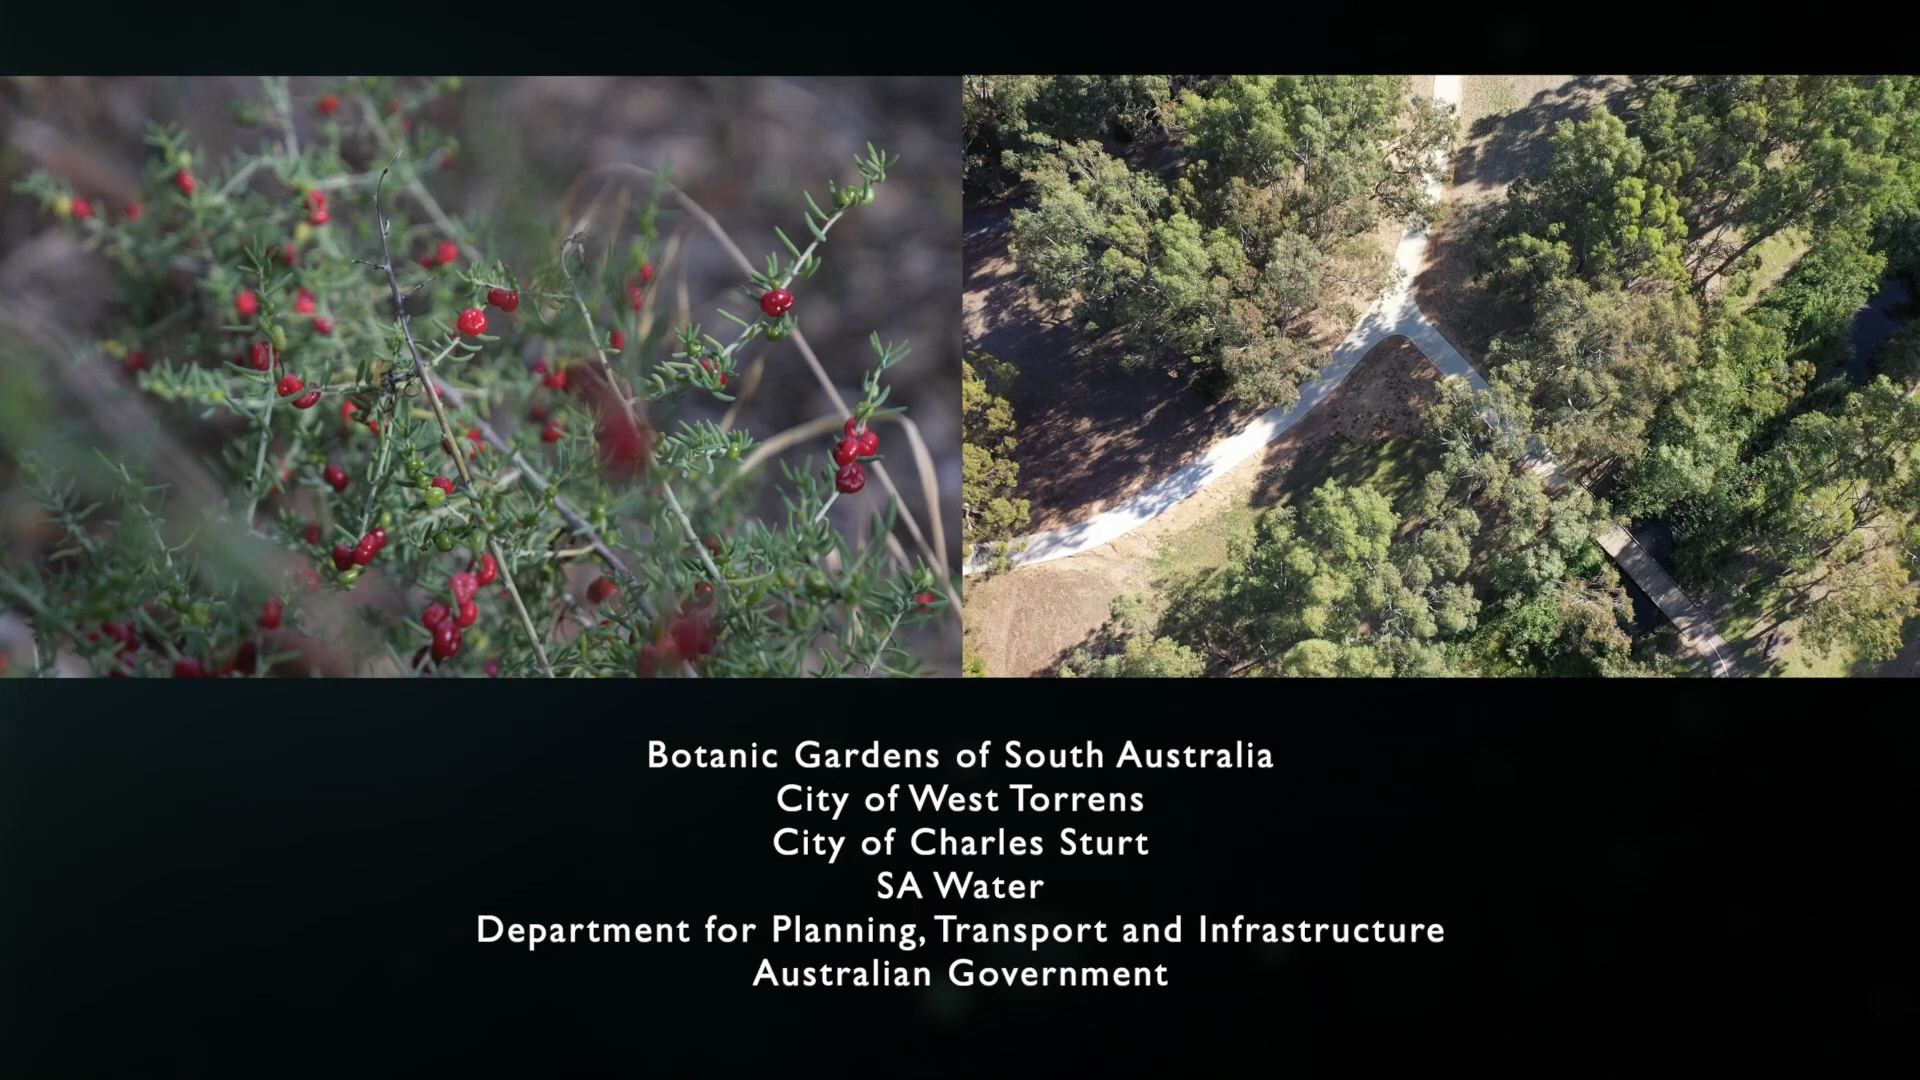 Botanic Gardens of South Australia
City of West Torrens
City of Charles Sturt
SA Water
Department for Planning, Transport and Infrastructure
Australian Government